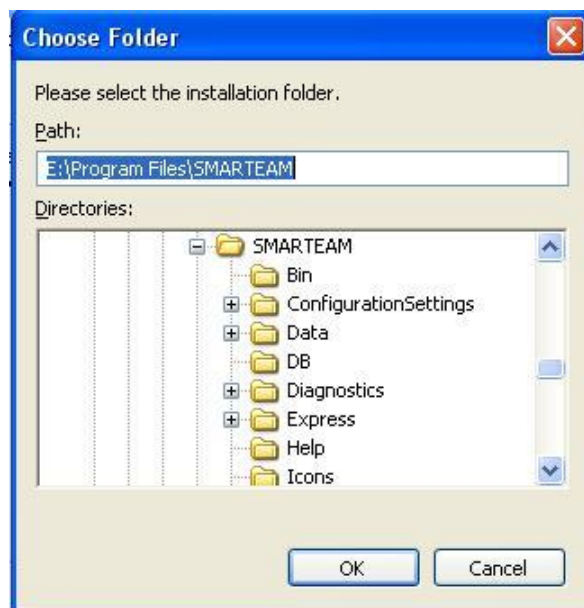 Choose Folder
Please select the installation folder.
Path:
E:\Program Files\SMARTEAM
Directories:
SMARTEAM
Bin
ConfigurationSettings
Data
DB
Diagnostics
Express
Help
Icons
OK Cancel